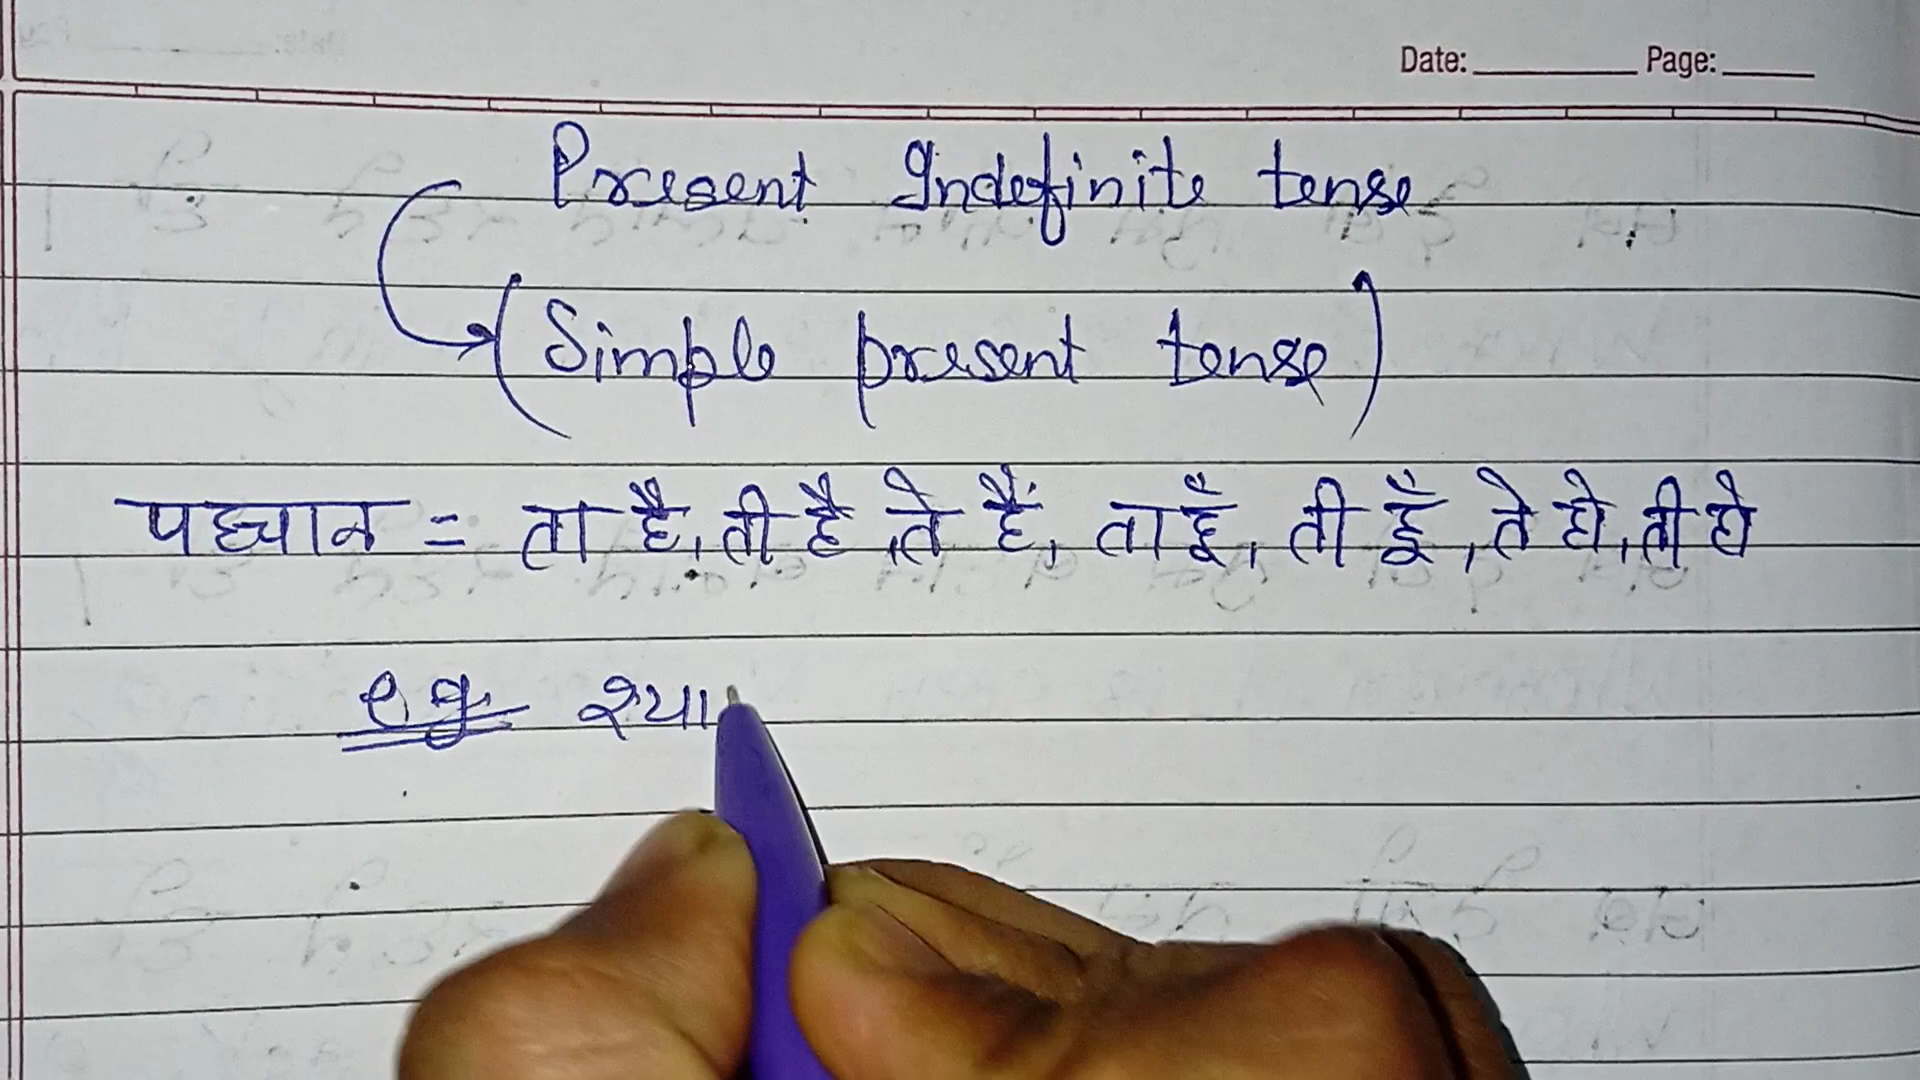 Date: Page:
Present Indefinite tense
(Simple present tense)
पहचान = ता है, ती है, ते हैं, ता हूँ, ती हूँ, ते हो, ती हो
e.g. श्या